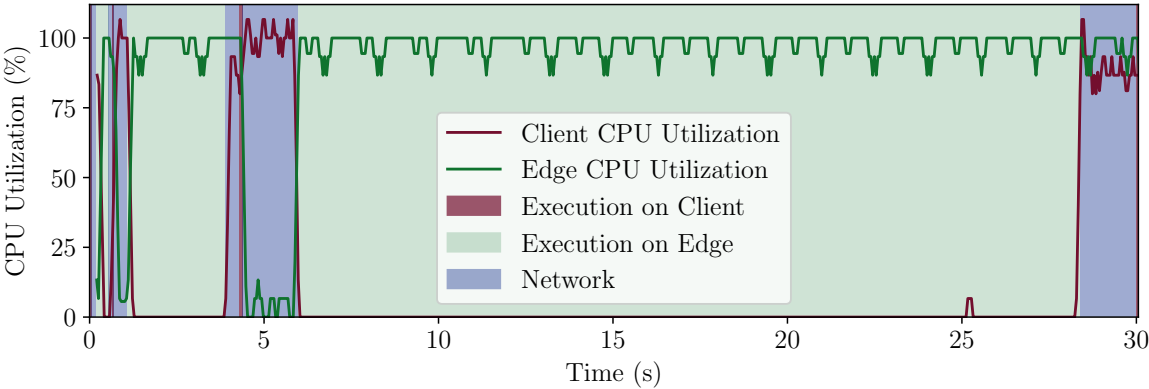 CPU Utilization (%)
100
75
50
25
0
Client CPU Utilization
Edge CPU Utilization
Execution on Client
Execution on Edge
Network
0 5 10 15 20 25 30
Time (s)